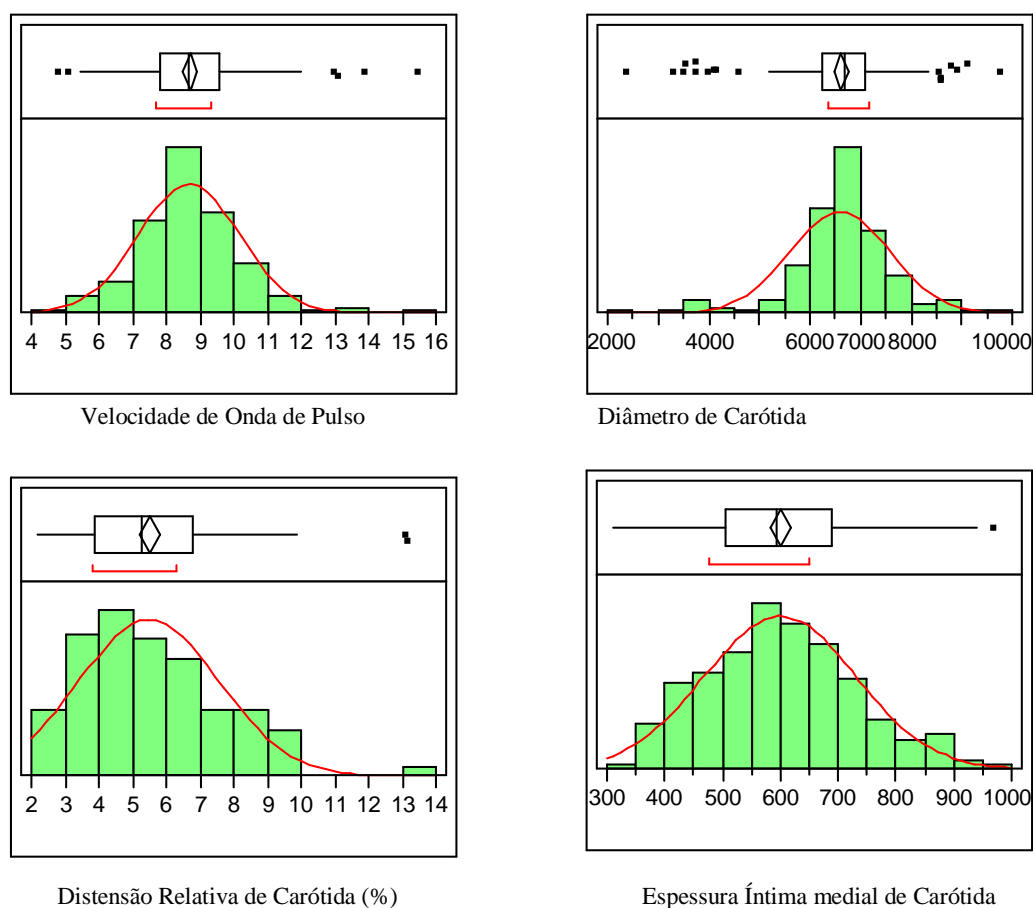 4 5 6 7 8 9 10 11 12 13 14 15 16
2000 4000 6000 7000 8000 10000
Velocidade de Onda de Pulso
Diâmetro de Carótida
2 3 4 5 6 7 8 9 10 13 14
300 400 500 600 700 800 900 1000
Distensão Relativa de Carótida (%)
Espessura Íntima medial de Carótida